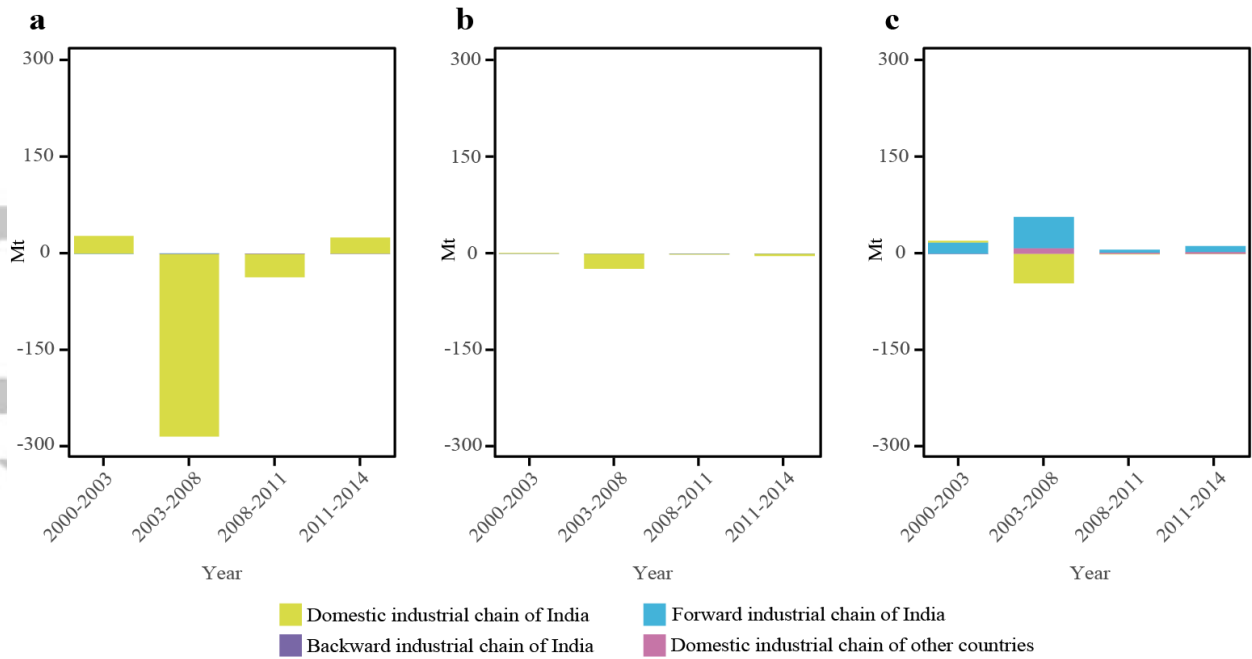 a
300
150
0
-150
-300
Mt
2000-2003
2003-2008
2008-2011
2011-2014
Year
b
300
150
0
-150
-300
Mt
2000-2003
2003-2008
2008-2011
2011-2014
Year
c
300
150
0
-150
-300
Mt
2000-2003
2003-2008
2008-2011
2011-2014
Year
Domestic industrial chain of India
Forward industrial chain of India
Backward industrial chain of India
Domestic industrial chain of other countries